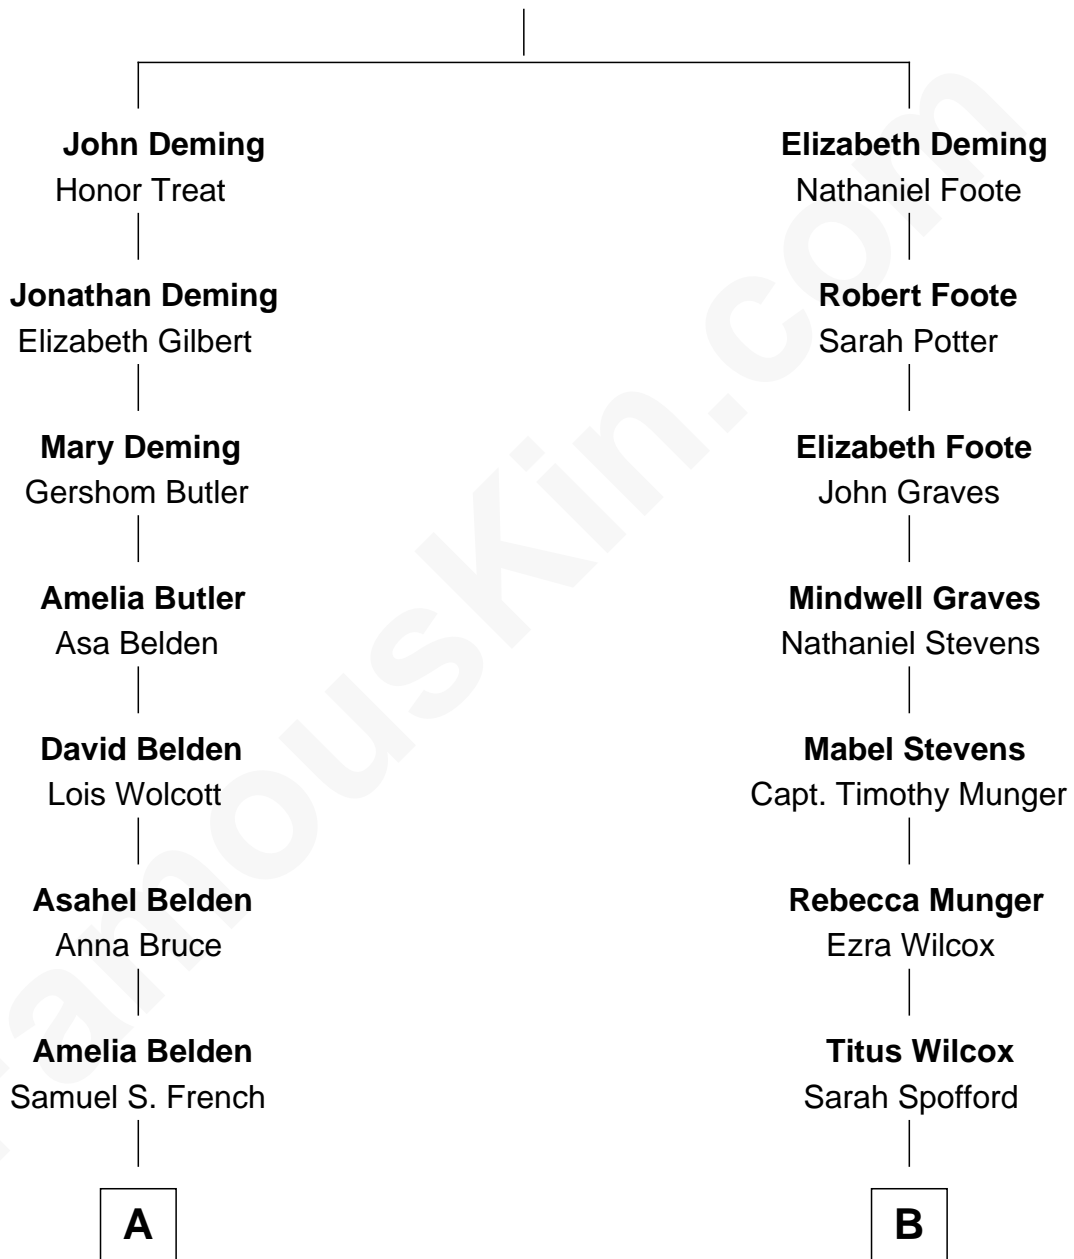 John Deming
Honor Treat
Jonathan Deming
Elizabeth Gilbert
Mary Deming
Gershom Butler
Amelia Butler
Asa Belden
David Belden
Lois Wolcott
Asahel Belden
Anna Bruce
Amelia Belden
Samuel S. French
A
Elizabeth Deming
Nathaniel Foote
Robert Foote
Sarah Potter
Elizabeth Foote
John Graves
Mindwell Graves
Nathaniel Stevens
Mabel Stevens
Capt. Timothy Munger
Rebecca Munger
Ezra Wilcox
Titus Wilcox
Sarah Spofford
B
FamousKin.com